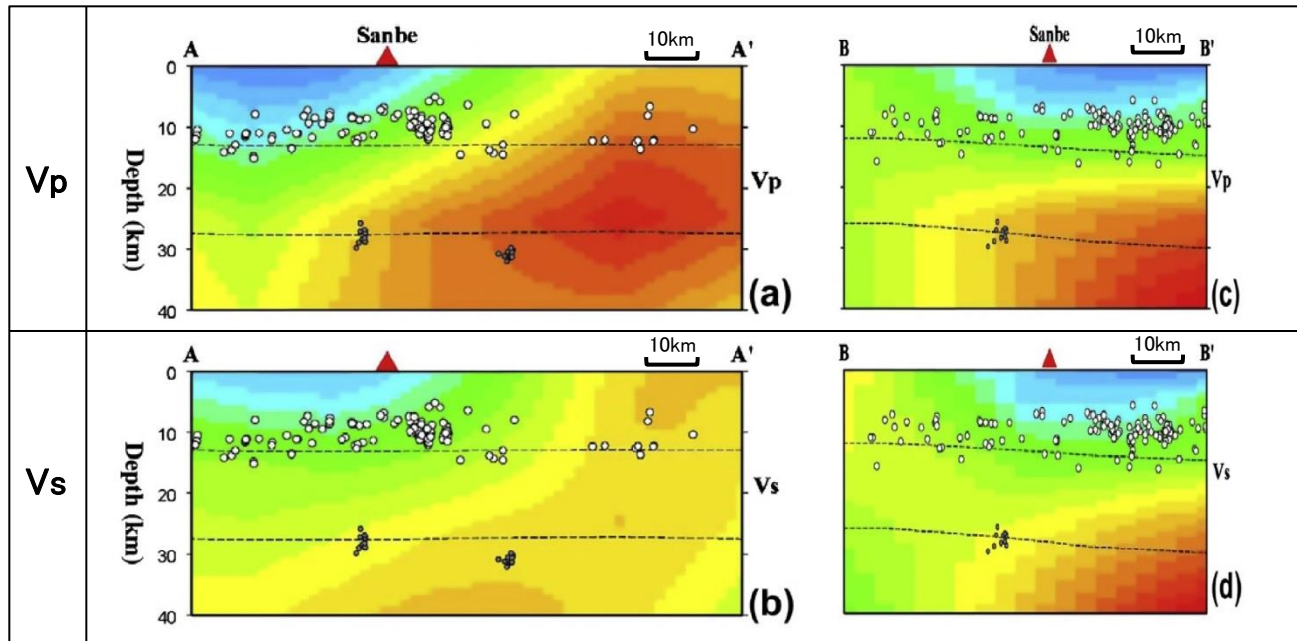 Vp
A
Sanbe
10km
A'
0
10
20
30
40
Depth (km)
Vp
(a)
B
Sanbe
10km
B'
Vp
(c)
Vs
A
10km
A'
0
10
20
30
40
Depth (km)
Vs
(b)
B
10km
B'
Vs
(d)